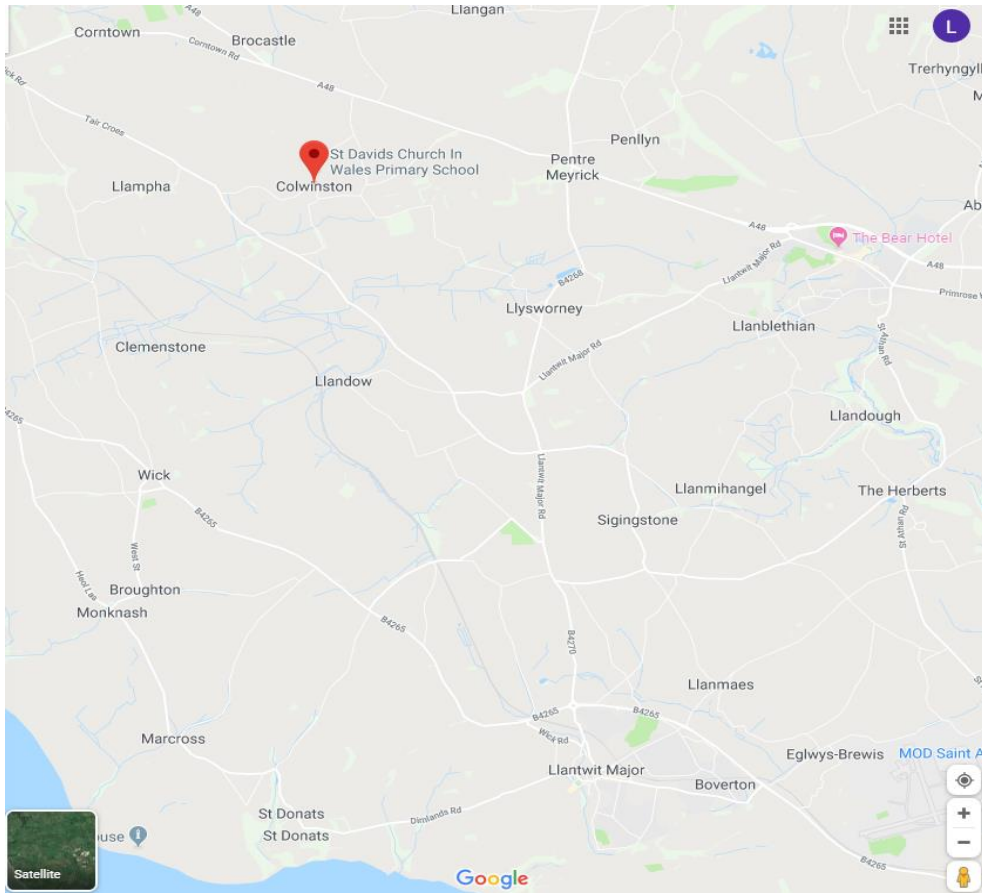 Llangan
Corntown
Brocastle
L
A48
Corntown Rd
A48
Trerhyngyll
Tair Croes
Penllyn
St Davids Church In
Wales Primary School
Pentre
Meyrick
Llampha
Colwinston
Ab
A48
The Bear Hotel
Llantwit Major Rd
A48
B4268
Primrose
Llysworney
Llanblethian
St Athan Rd
Clemenstone
Llantwit Major Rd
Llandow
B4265
Llandough
Wick
Llantwit Major Rd
Llanmihangel
The Herberts
B4265
Sigingstone
St Athan Rd
West St
Heol Las
Broughton
Monknash
B4265
B4270
Llanmaes
B4265
B4265
Marcross
Wick Rd
Eglwys-Brewis
MOD Saint A
Llantwit Major
Boverton
St Donats
Dimlands Rd
St Donats
B4265
Satellite
Google